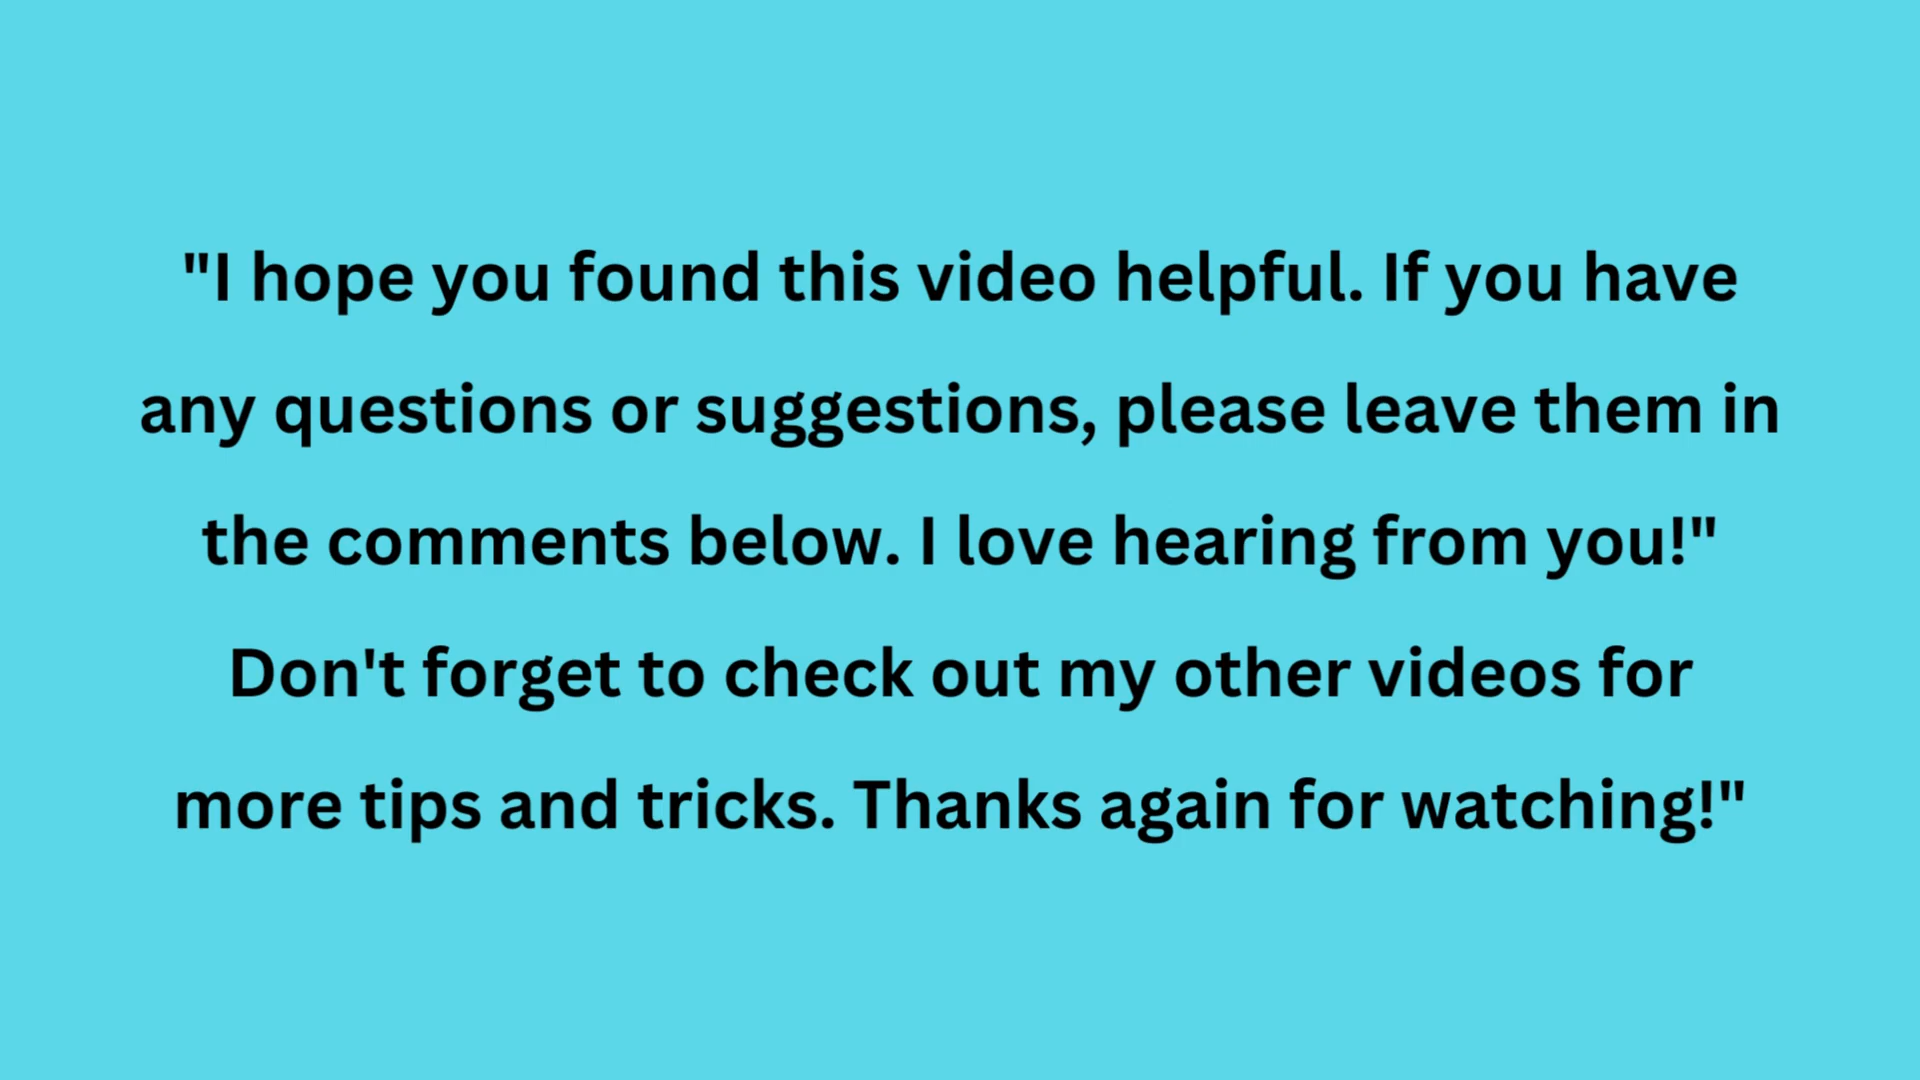 "I hope you found this video helpful. If you have
any questions or suggestions, please leave them in
the comments below. I love hearing from you!"
Don't forget to check out my other videos for
more tips and tricks. Thanks again for watching!"